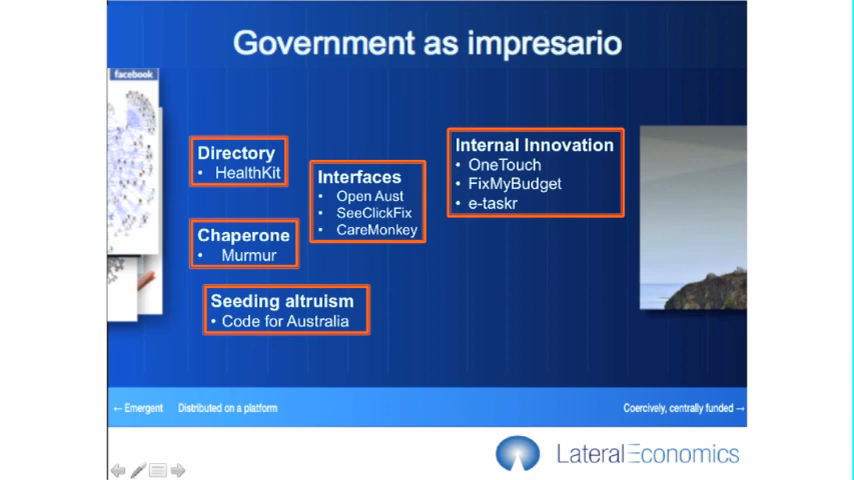 Government as impresario
facebook
Directory
• HealthKit
Interfaces
• Open Aust
• SeeClickFix
• CareMonkey
Internal Innovation
• OneTouch
• FixMyBudget
• e-taskr
Chaperone
• Murmur
Seeding altruism
• Code for Australia
← Emergent
Distributed on a platform
Coercively, centrally funded →
LateralEconomics